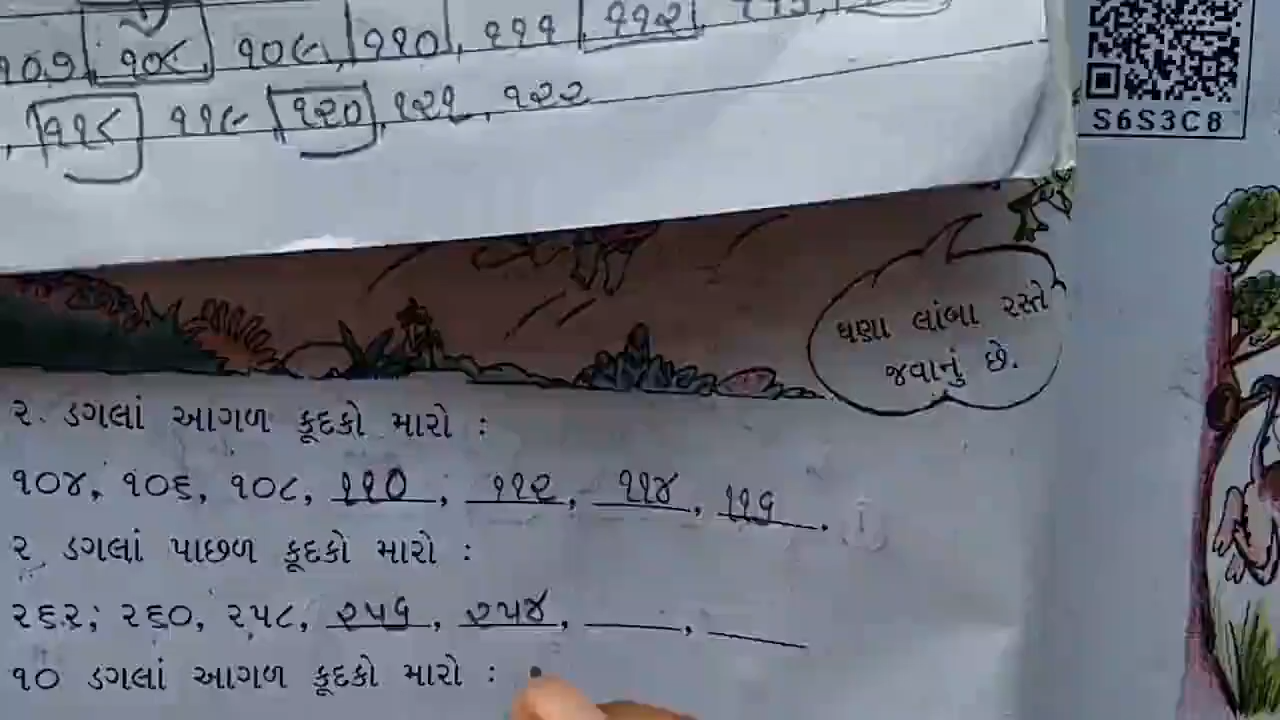 ૧૦૭, ૧૦૮, ૧૦૯, ૧૧૦, ૧૧૧, ૧૧૨,
, ૧૧૮, ૧૧૯, ૧૨૦, ૧૨૧, ૧૨૨
S6S3C8
ઘણા લાંબા રસ્તે
જવાનું છે.
૨ ડગલાં આગળ કૂદકો મારો :
૧૦૪, ૧૦૬, ૧૦૮, ૧૧૦, ૧૧૨, ૧૧૪, ૧૧૬.
૨ ડગલાં પાછળ કૂદકો મારો :
૨૬૨, ૨૬૦, ૨૫૮, ૨૫૬, ૨૫૪, ____, ____
૧૦ ડગલાં આગળ કૂદકો મારો :